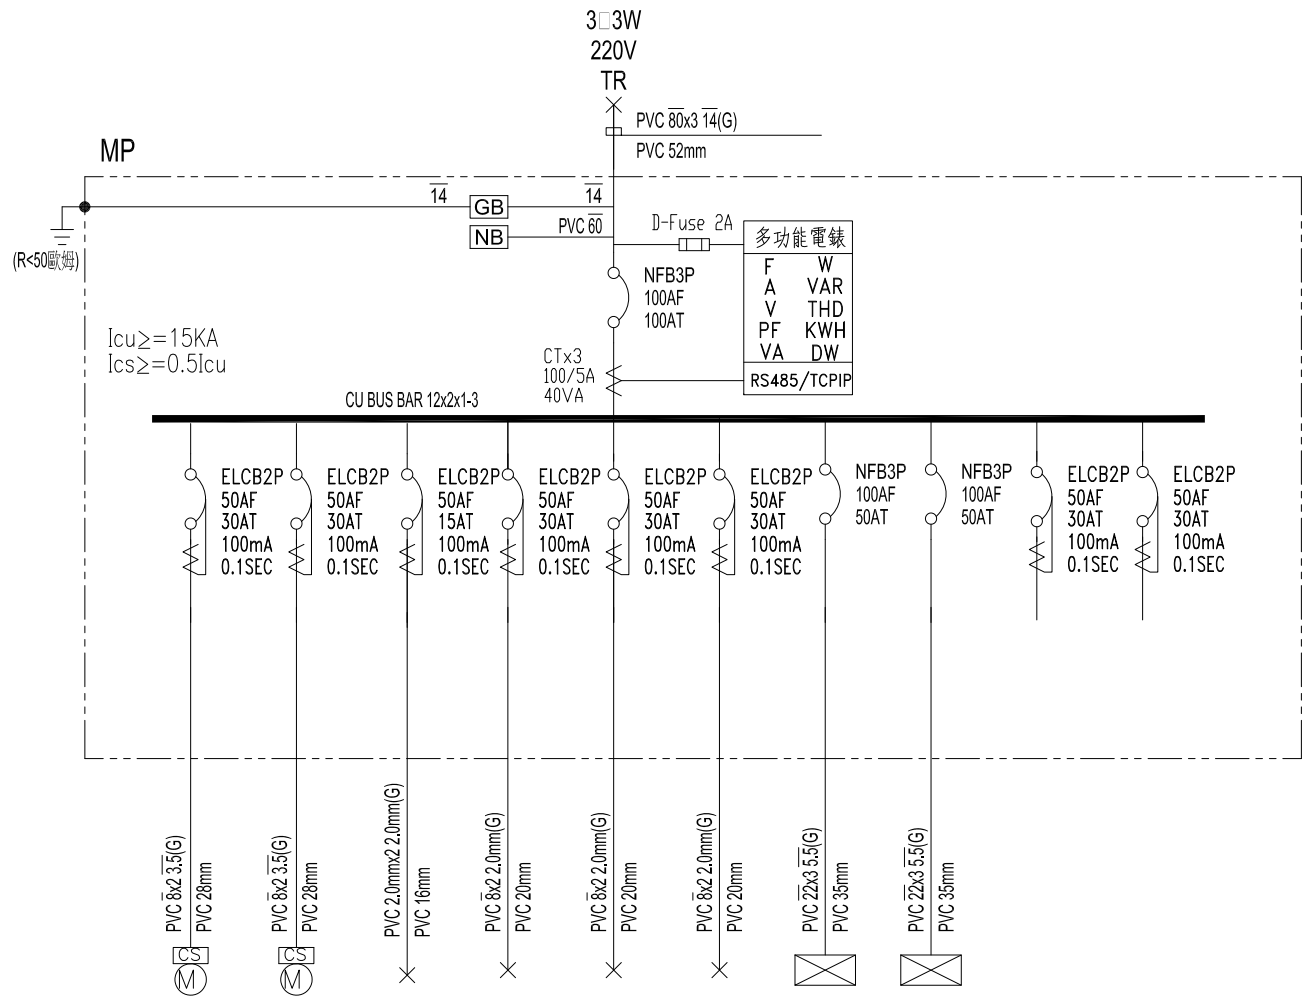 3□3W
220V
TR
PVC 80x3 14(G)
PVC 52mm
MP
14
GB
14
NB
PVC 60
D-Fuse 2A
多功能電錶
F W
A VAR
V THD
PF KWH
VA DW
RS485/TCPIP
(R<50歐姆)
NFB3P
100AF
100AT
Icu≥=15KA
Ics≥=0.5Icu
CTx3
100/5A
40VA
CU BUS BAR 12x2x1-3
ELCB2P
50AF
30AT
100mA
0.1SEC
ELCB2P
50AF
30AT
100mA
0.1SEC
ELCB2P
50AF
15AT
100mA
0.1SEC
ELCB2P
50AF
30AT
100mA
0.1SEC
ELCB2P
50AF
30AT
100mA
0.1SEC
ELCB2P
50AF
30AT
100mA
0.1SEC
NFB3P
100AF
50AT
NFB3P
100AF
50AT
ELCB2P
50AF
30AT
100mA
0.1SEC
ELCB2P
50AF
30AT
100mA
0.1SEC
PVC 8x2 3.5(G)
PVC 28mm
CS
M
PVC 8x2 3.5(G)
PVC 28mm
CS
M
PVC 2.0mmx2 2.0mm(G)
PVC 16mm
PVC 8x2 2.0mm(G)
PVC 20mm
PVC 8x2 2.0mm(G)
PVC 20mm
PVC 8x2 2.0mm(G)
PVC 20mm
PVC 22x3 5.5(G)
PVC 35mm
PVC 22x3 5.5(G)
PVC 35mm